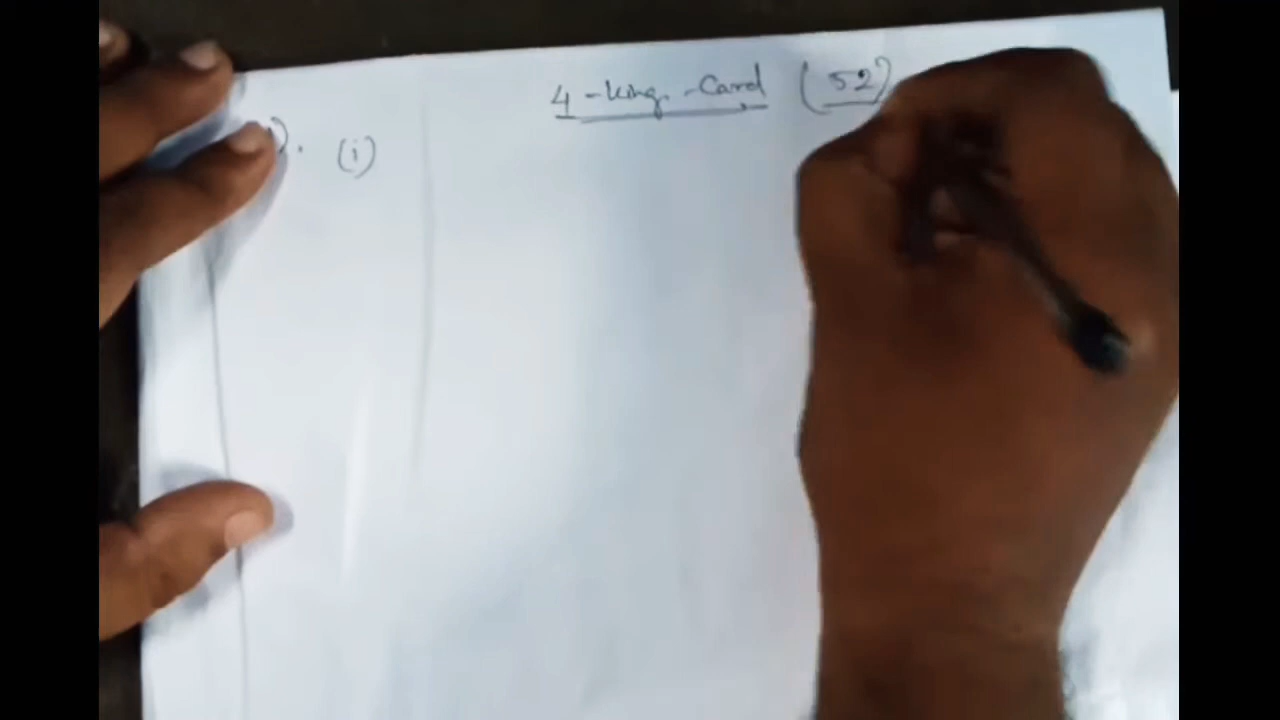 4 - king - Card (52)
). (i)